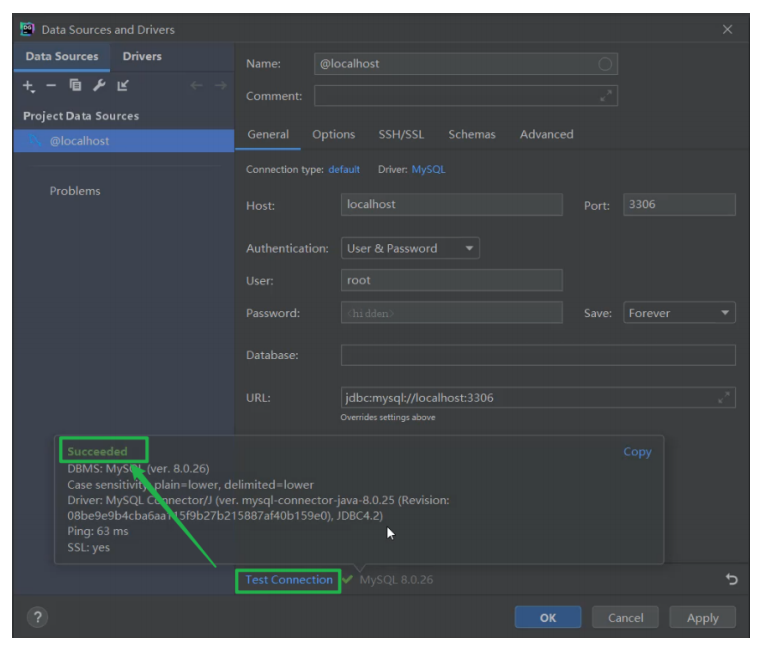 Data Sources and Drivers
Data Sources Drivers
Project Data Sources
@localhost
Problems
Name: @localhost
Comment:
General Options SSH/SSL Schemas Advanced
Connection type: default Driver: MySQL
Host: localhost Port: 3306
Authentication: User & Password
User: root
Password: <hidden> Save: Forever
Database:
URL: jdbc:mysql://localhost:3306
Overrides settings above
Succeeded Copy
DBMS: MySQL (ver. 8.0.26)
Case sensitivity: plain=lower, delimited=lower
Driver: MySQL Connector/J (ver. mysql-connector-java-8.0.25 (Revision:
08be9e9b4cba6aa115f9b27b215887af40b159e0), JDBC4.2)
Ping: 63 ms
SSL: yes
Test Connection MySQL 8.0.26
? OK Cancel Apply